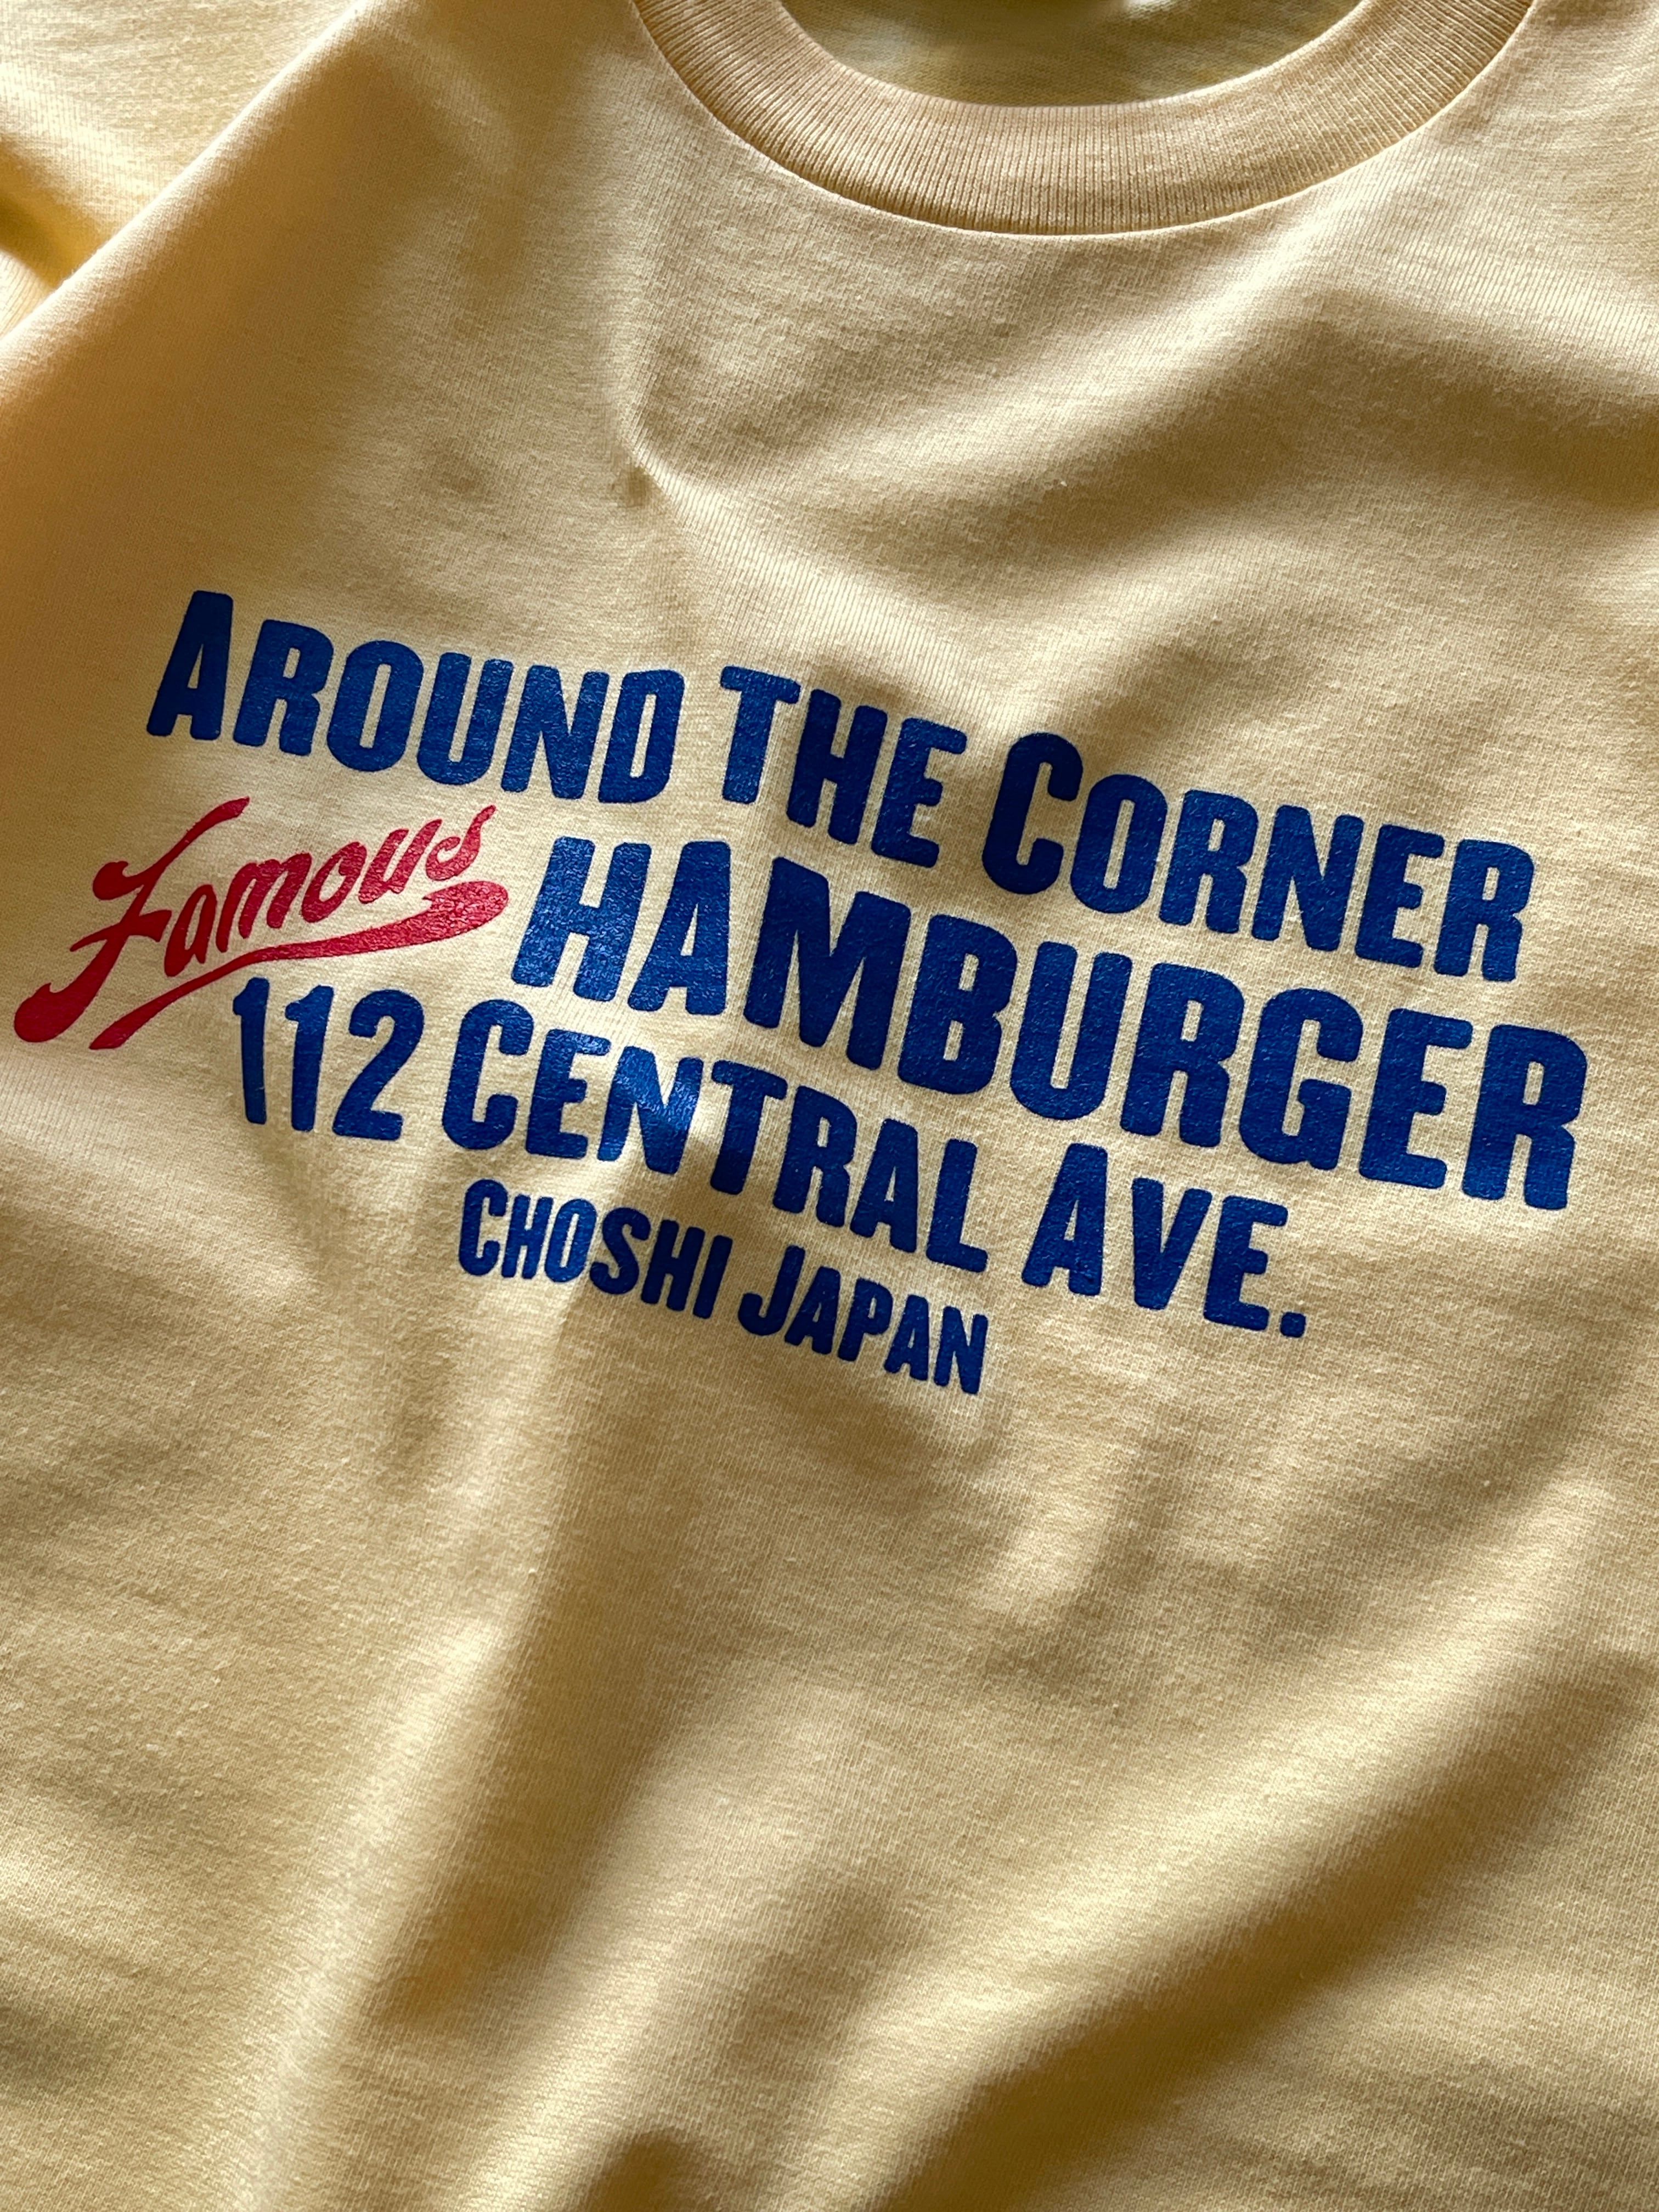 AROUND THE CORNER
Famous HAMBURGER
112 CENTRAL AVE.
CHOSHI JAPAN